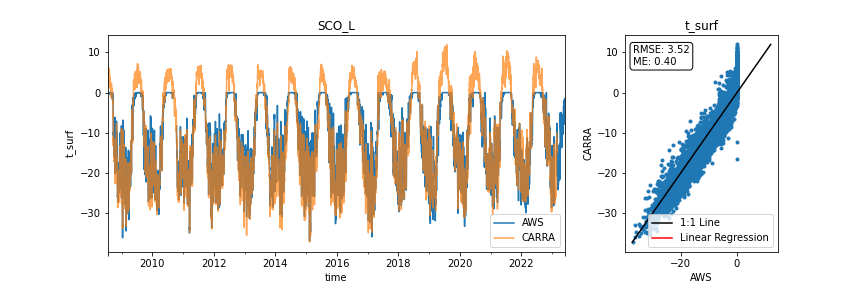 SCO_L
t_surf
10
0
−10
−20
−30
t_surf
2010
2012
2014
2016
2018
2020
2022
time
AWS
CARRA
RMSE: 3.52
ME: 0.40
10
0
−10
−20
−30
CARRA
−20
0
AWS
1:1 Line
Linear Regression